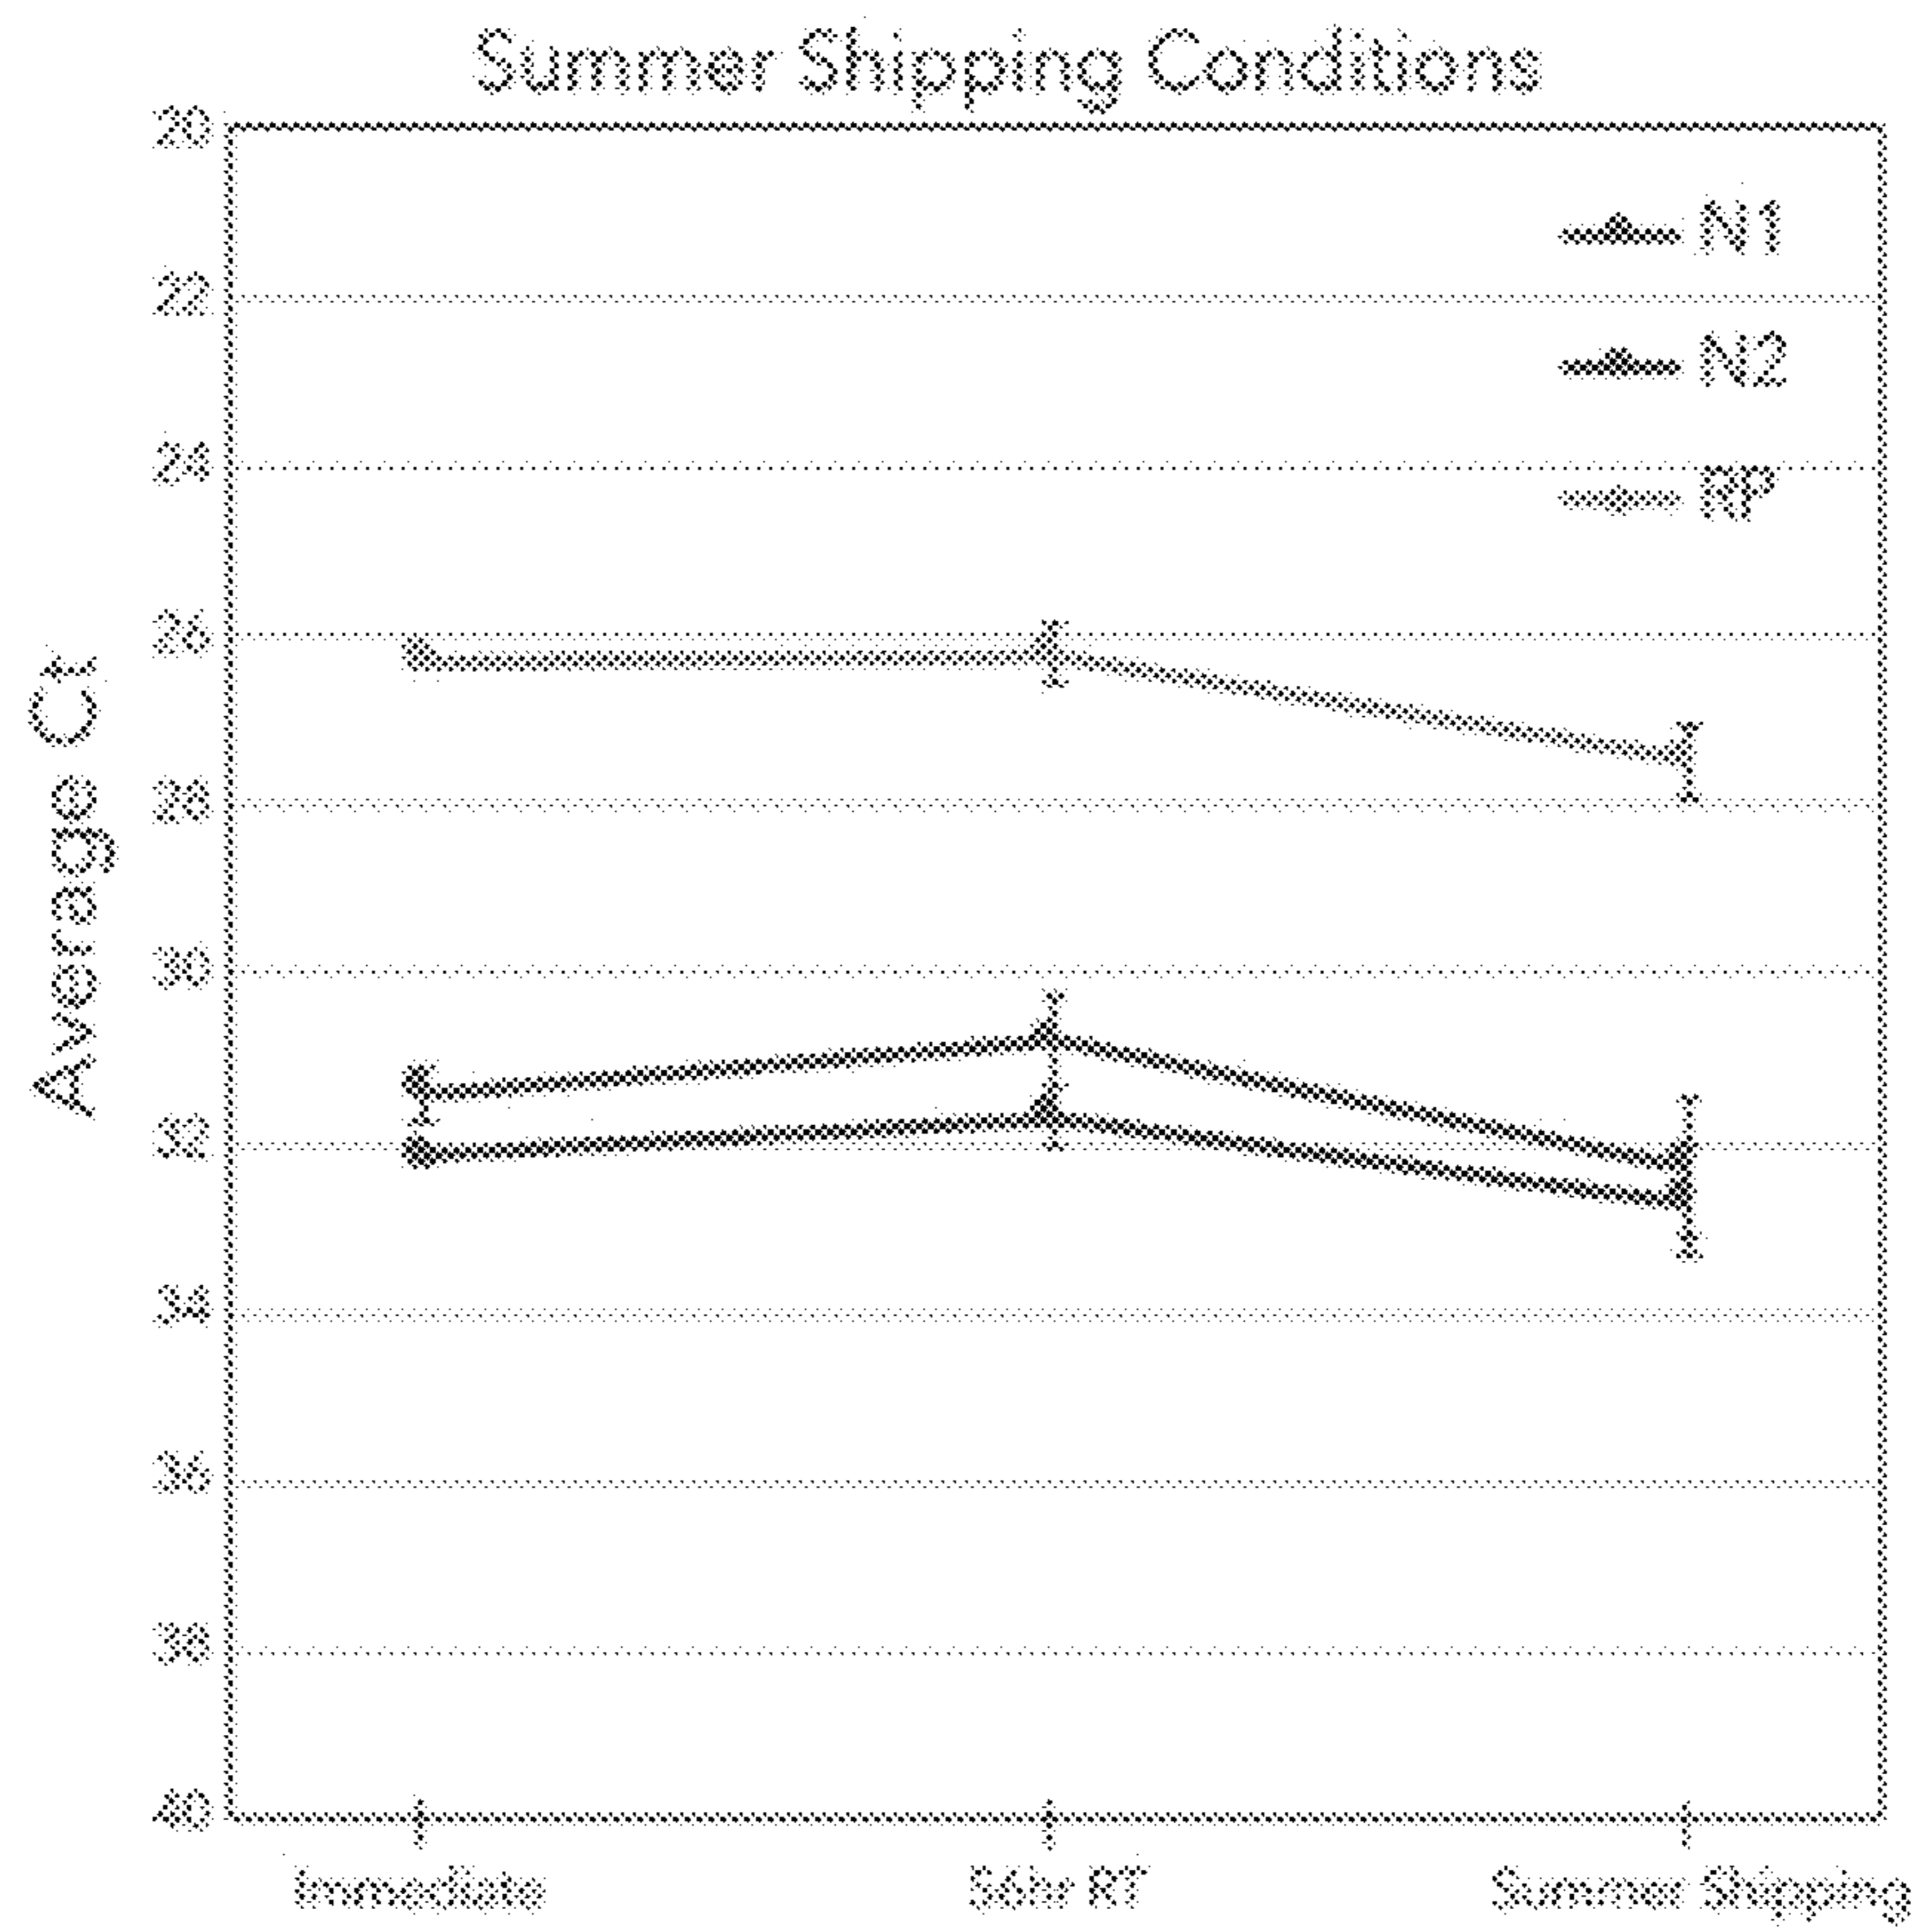 Summer Shipping Conditions
20
22
24
26
28
30
32
34
36
38
40
Average Ct
N1
N2
RP
Immediate
56hr RT
Summer Shipping